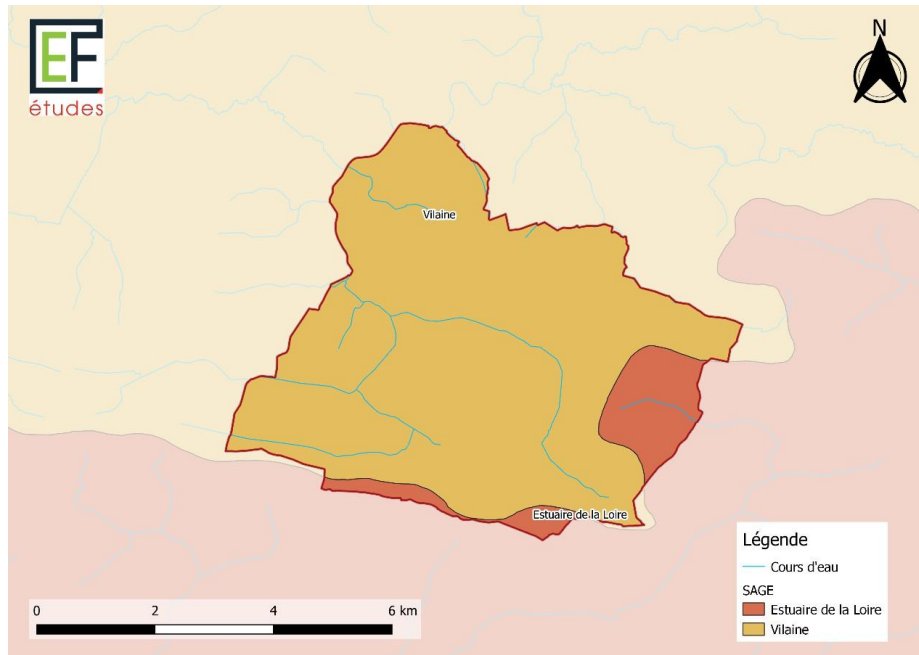 EF
études
N
Vilaine
Estuaire de la Loire
Légende
Cours d'eau
SAGE
Estuaire de la Loire
Vilaine
0 2 4 6 km